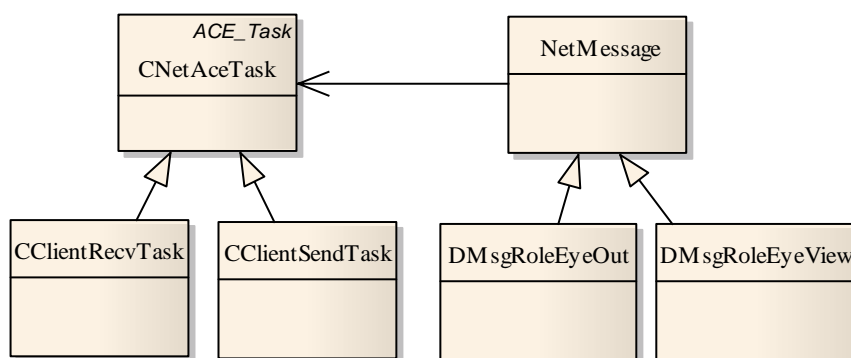 ACE_Task
CNetAceTask
NetMessage
CClientRecvTask
CClientSendTask
DMsgRoleEyeOut
DMsgRoleEyeView